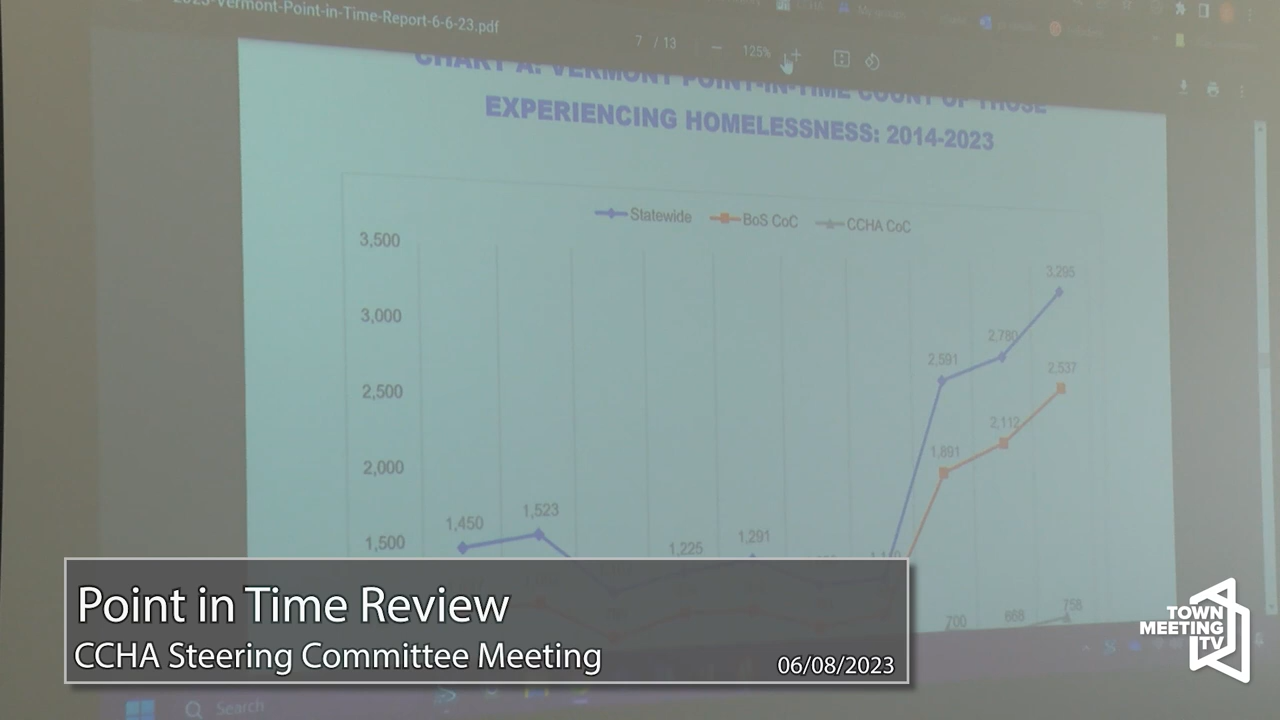 2023-Vermont-Point-in-Time-Report-6-6-23.pdf
7 / 13
125%
CHART A: VERMONT POINT-IN-TIME COUNT OF THOSE
EXPERIENCING HOMELESSNESS: 2014-2023
Statewide BoS CoC CCHA CoC
3,500
3,295
3,000
2,780
2,591
2,537
2,500
2,112
1,891
2,000
1,523
1,450
1,291
1,225
1,500
700 668 758
Point in Time Review
CCHA Steering Committee Meeting
06/08/2023
TOWN
MEETING
TV
Search